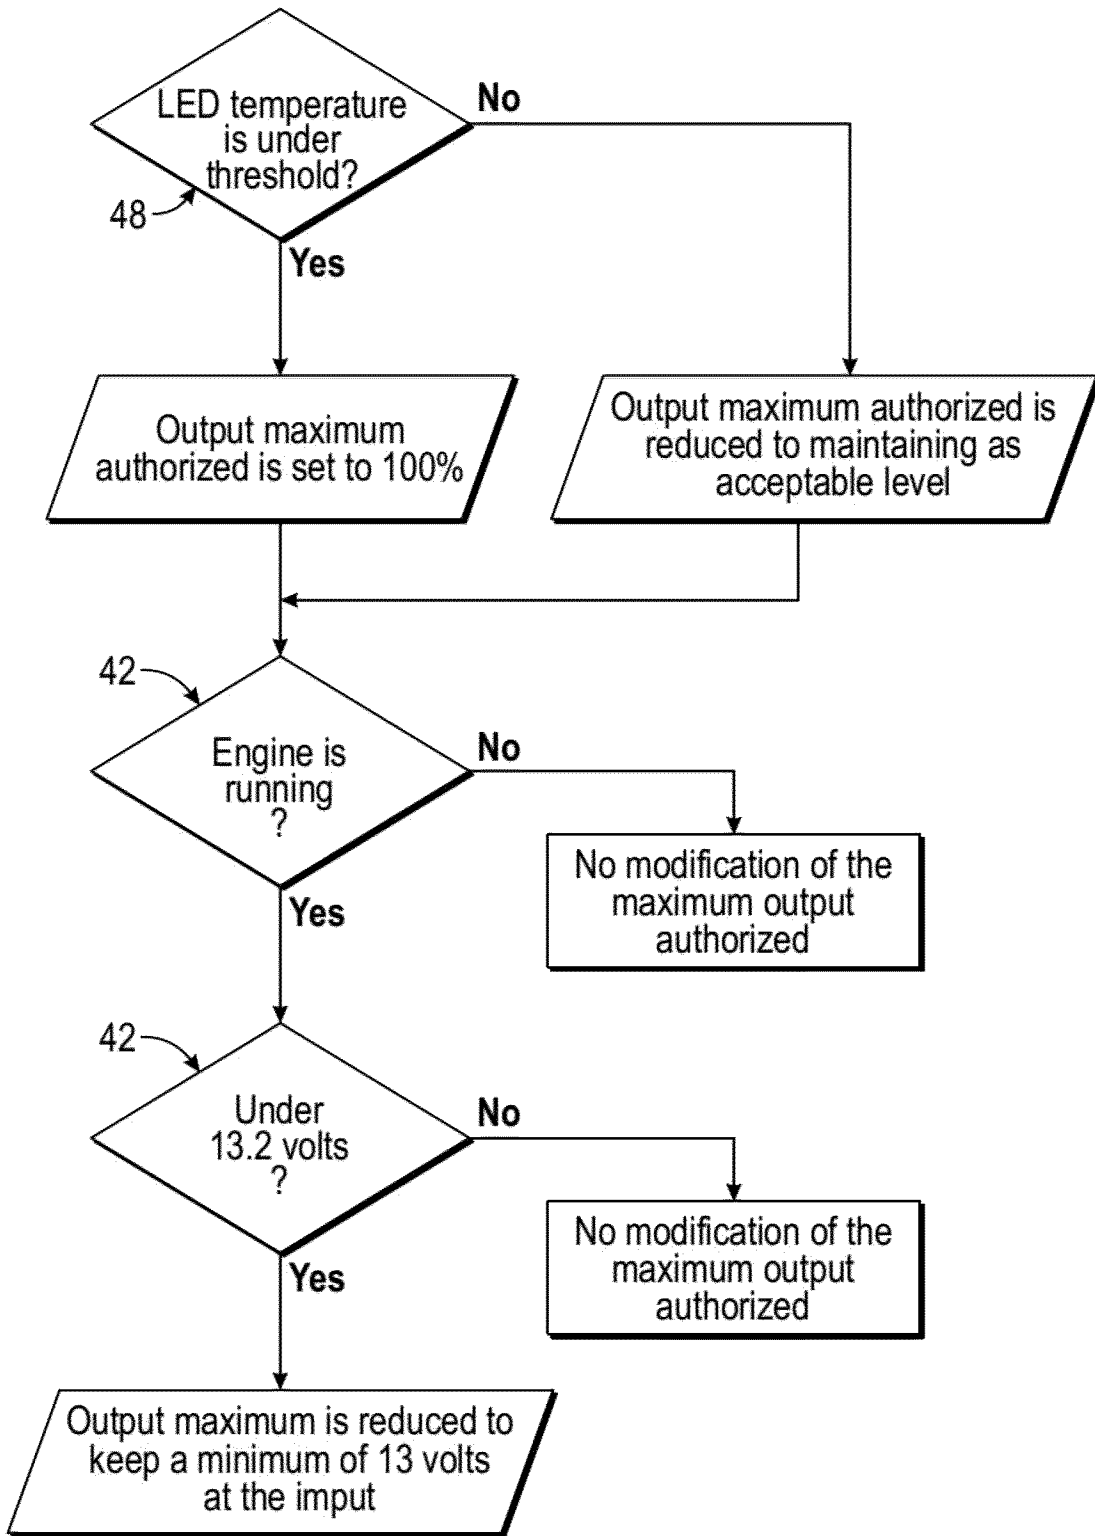 LED temperature
is under
threshold?
No
48
Yes
Output maximum
authorized is set to 100%
Output maximum authorized is
reduced to maintaining as
acceptable level
42
Engine is
running
?
No
Yes
No modification of the
maximum output
authorized
42
Under
13.2 volts
?
No
Yes
No modification of the
maximum output
authorized
Output maximum is reduced to
keep a minimum of 13 volts
at the imput